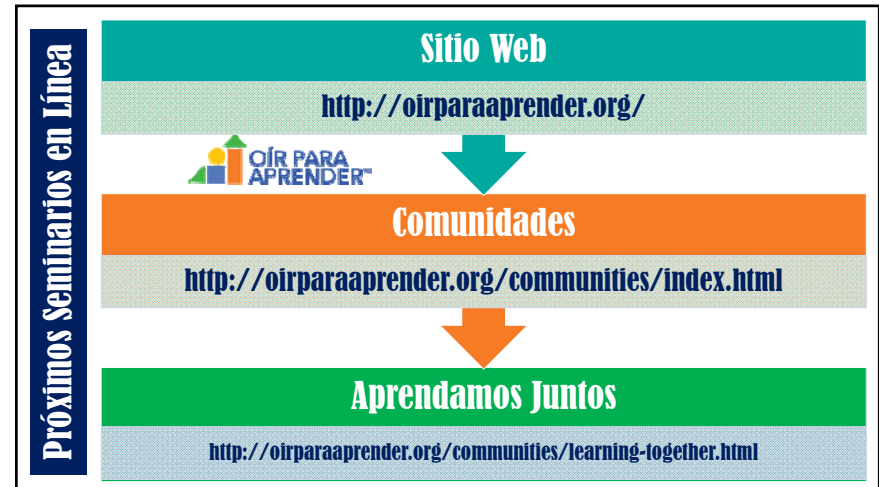 Próximos Seminarios en Línea
Sitio Web
http://oirparaaprender.org/
OÍR PARA
APRENDER™
Comunidades
http://oirparaaprender.org/communities/index.html
Aprendamos Juntos
http://oirparaaprender.org/communities/learning-together.html